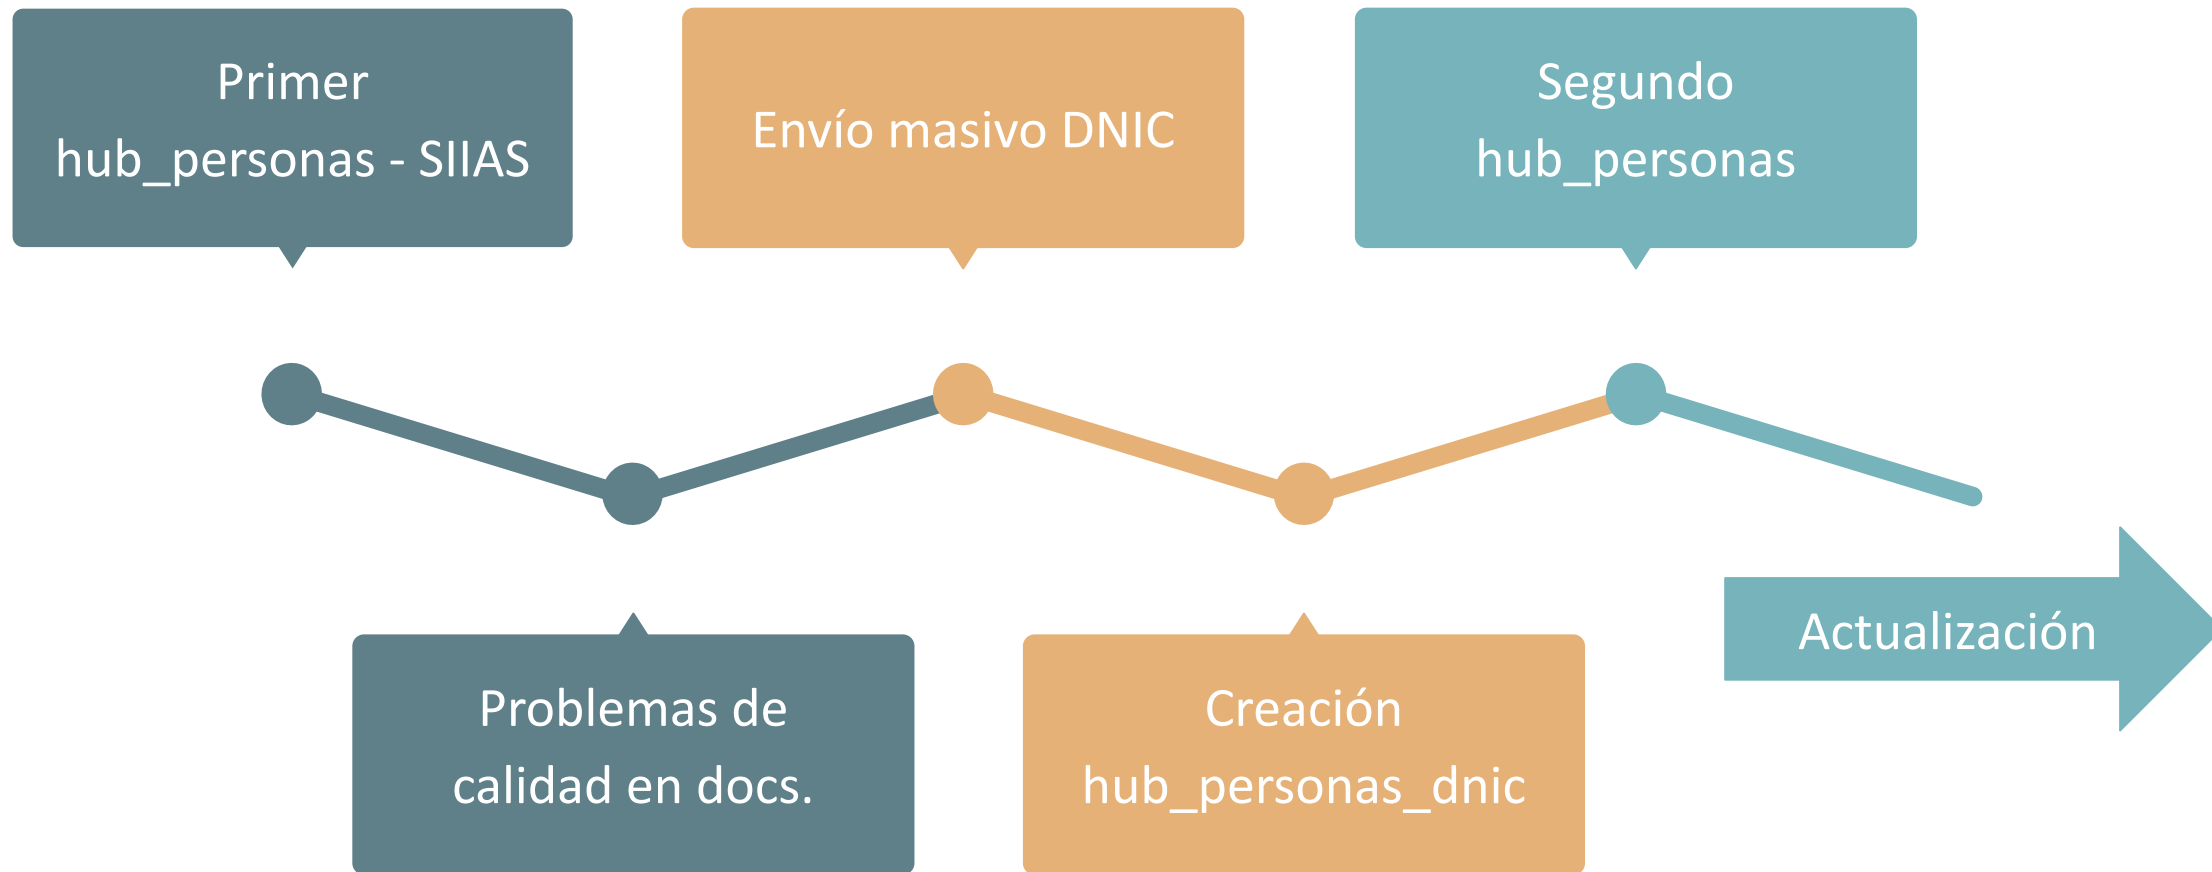 Primer
hub_personas - SIIAS
Problemas de
calidad en docs.
Envío masivo DNIC
Creación
hub_personas_dnic
Segundo
hub_personas
Actualización